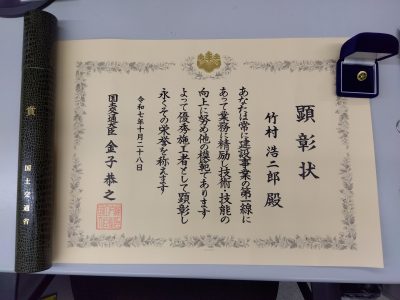 顕彰状
竹村浩二郎殿
あなたは常に建設事業の第一線に
あって業務に精励し技術・技能の
向上に努め他の模範であります
よって優秀施工者として顕彰し
永くその栄誉を称えます
令和七年十月二十八日
国土交通大臣 金子恭之
賞
国土交通省